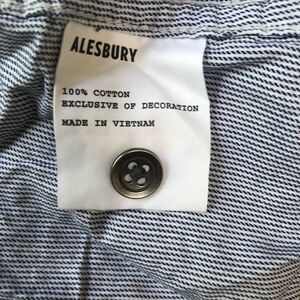 ALESBURY
100% COTTON
EXCLUSIVE OF DECORATION
MADE IN VIETNAM